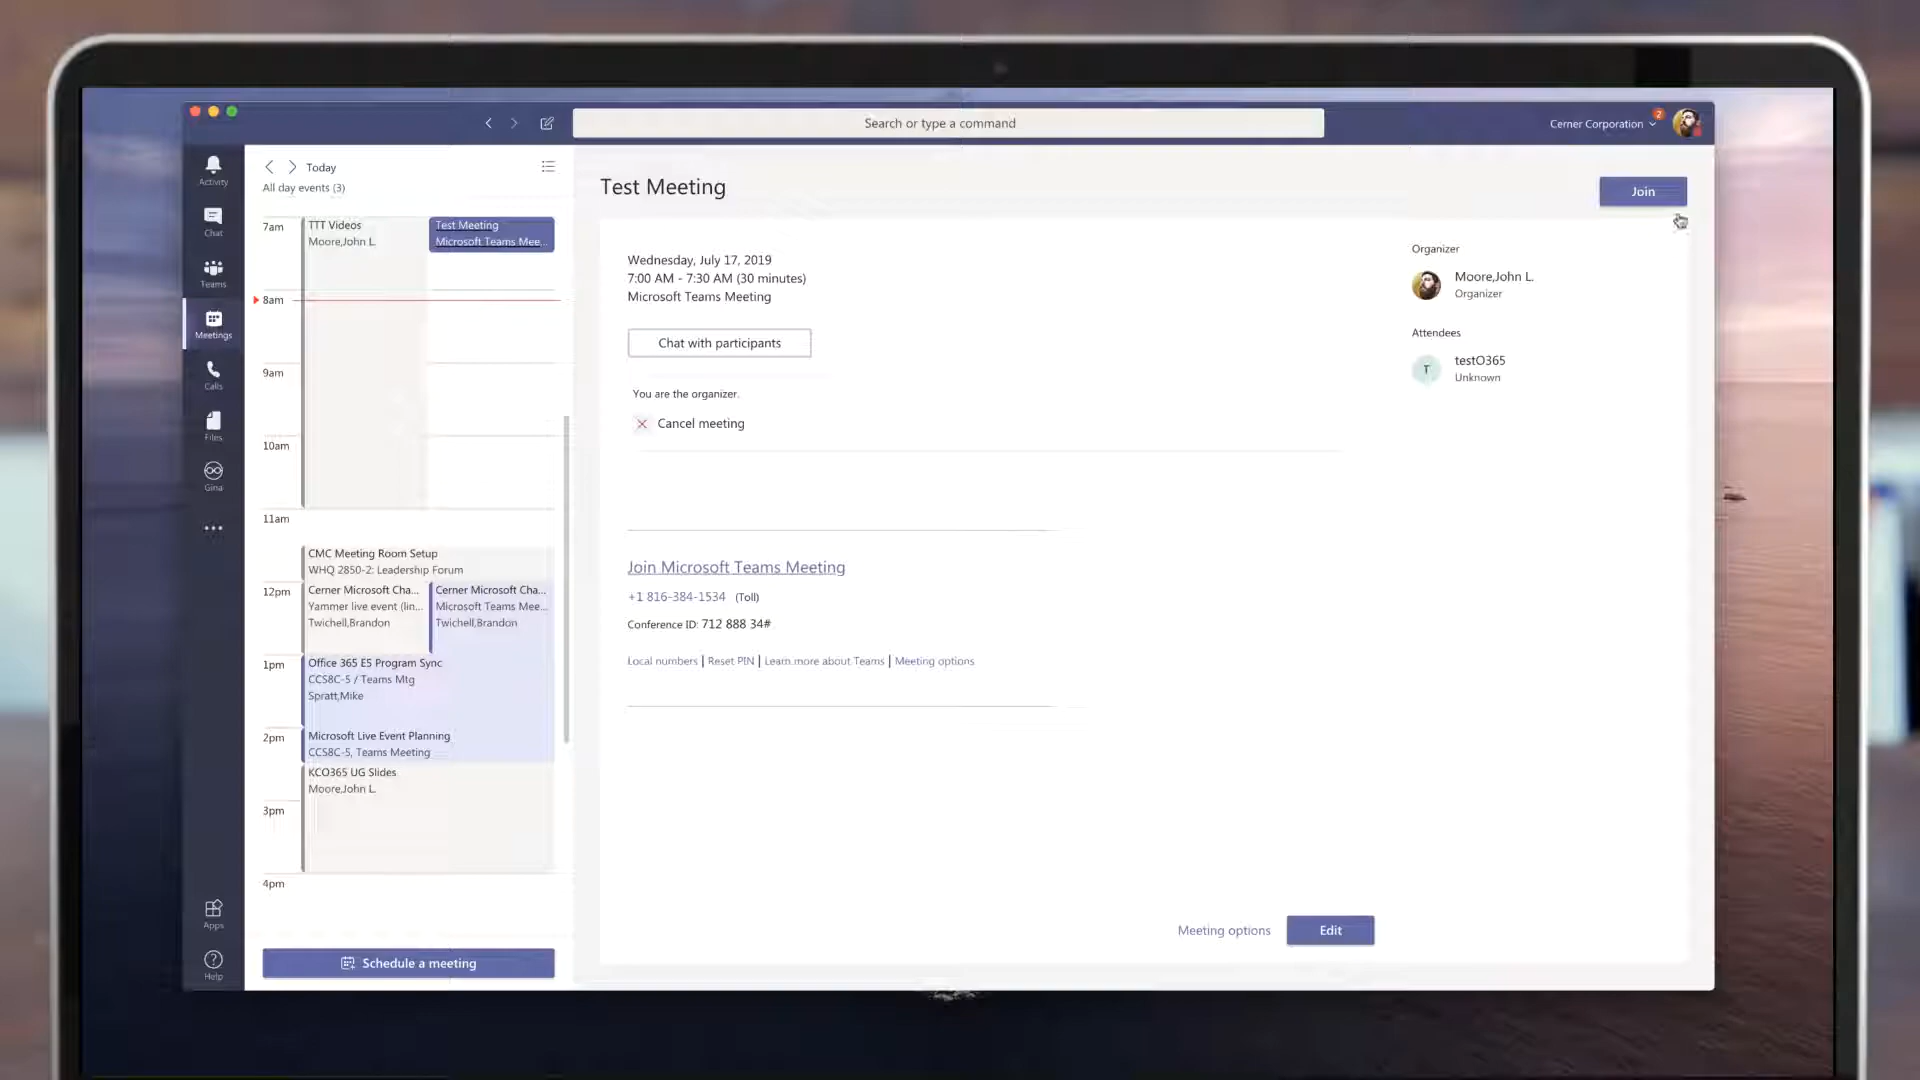 Search or type a command
Cerner Corporation
2
Activity
Chat
Teams
Meetings
Calls
Files
Gina
Apps
Help
Today
All day events (3)
7am
TTT Videos
Moore,John L.
Test Meeting
Microsoft Teams Mee...
8am
9am
10am
11am
CMC Meeting Room Setup
WHQ 2850-2: Leadership Forum
12pm
Cerner Microsoft Cha...
Yammer live event (lin...
Twichell,Brandon
Cerner Microsoft Cha...
Microsoft Teams Mee...
Twichell,Brandon
1pm
Office 365 E5 Program Sync
CCS8C-5 / Teams Mtg
Spratt,Mike
2pm
Microsoft Live Event Planning
CCS8C-5, Teams Meeting
KCO365 UG Slides
Moore,John L.
3pm
4pm
Schedule a meeting
Test Meeting
Join
Wednesday, July 17, 2019
7:00 AM - 7:30 AM (30 minutes)
Microsoft Teams Meeting
Chat with participants
You are the organizer.
Cancel meeting
Join Microsoft Teams Meeting
+1 816-384-1534 (Toll)
Conference ID: 712 888 34#
Local numbers | Reset PIN | Learn more about Teams | Meeting options
Organizer
Moore,John L.
Organizer
Attendees
T
testO365
Unknown
Meeting options
Edit